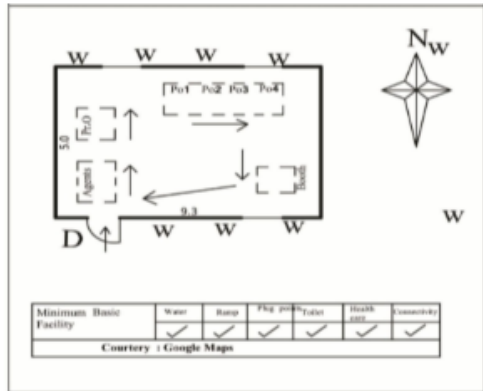 W W W W
N
W
Po1 Po2 Po3 Po4
Pr.O
5.0
Agents
Booth
9.3
D
W W W
W
Minimum Basic Facility
Water
Ramp
Plug points
Toilet
Health care
Connectivity
Courtery : Google Maps